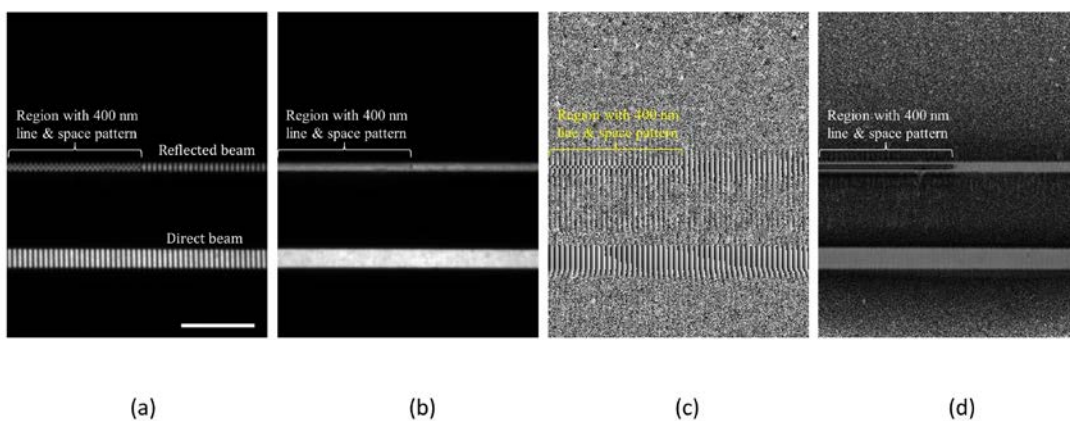 Region with 400 nm
line & space pattern
Reflected beam
Direct beam
Region with 400 nm
line & space pattern
Region with 400 nm
line & space pattern
Region with 400 nm
line & space pattern
(a)
(b)
(c)
(d)